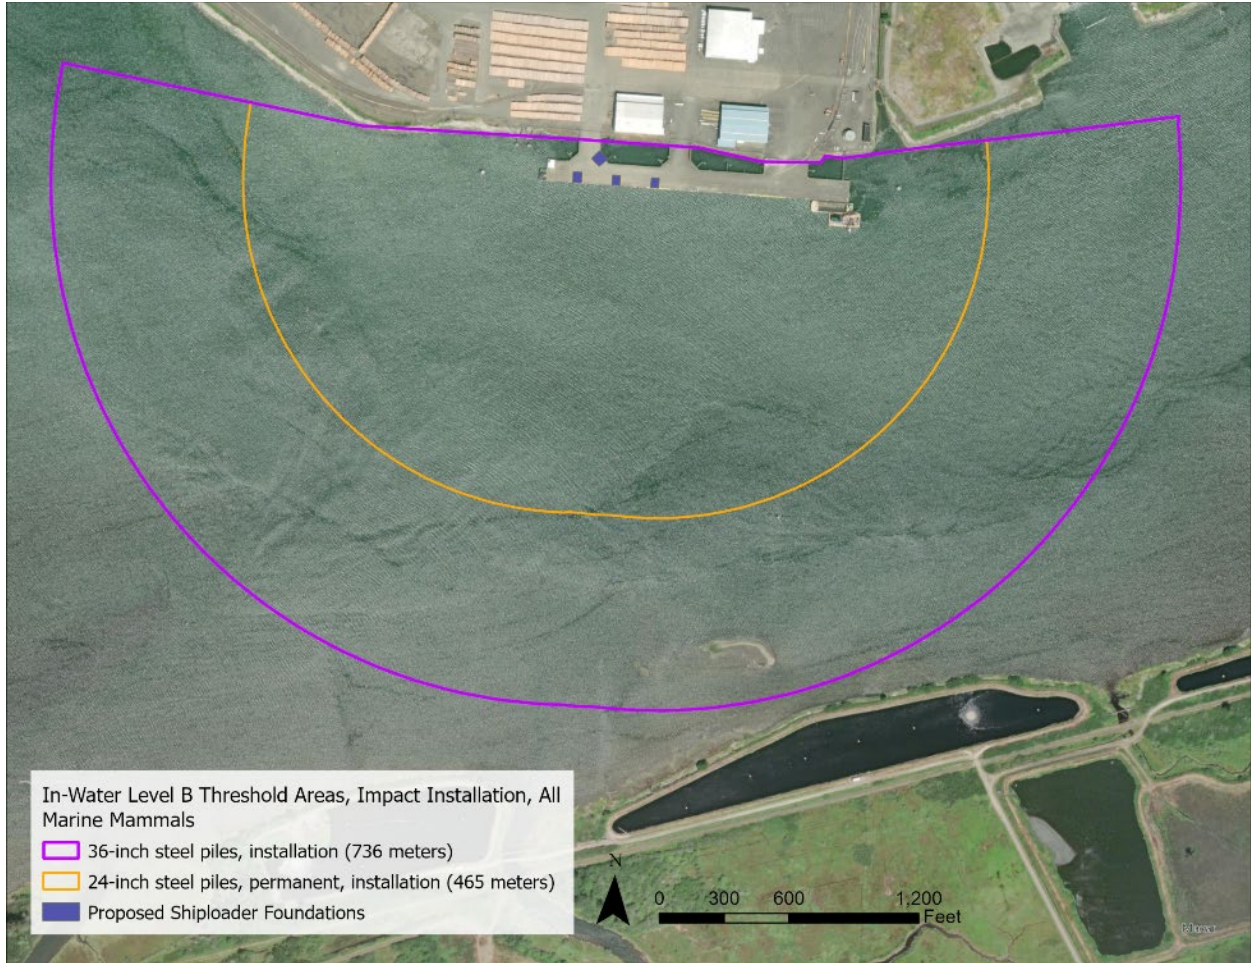 In-Water Level B Threshold Areas, Impact Installation, All
Marine Mammals
36-inch steel piles, installation (736 meters)
24-inch steel piles, permanent, installation (465 meters)
Proposed Shiploader Foundations
N
0 300 600 1,200
Feet